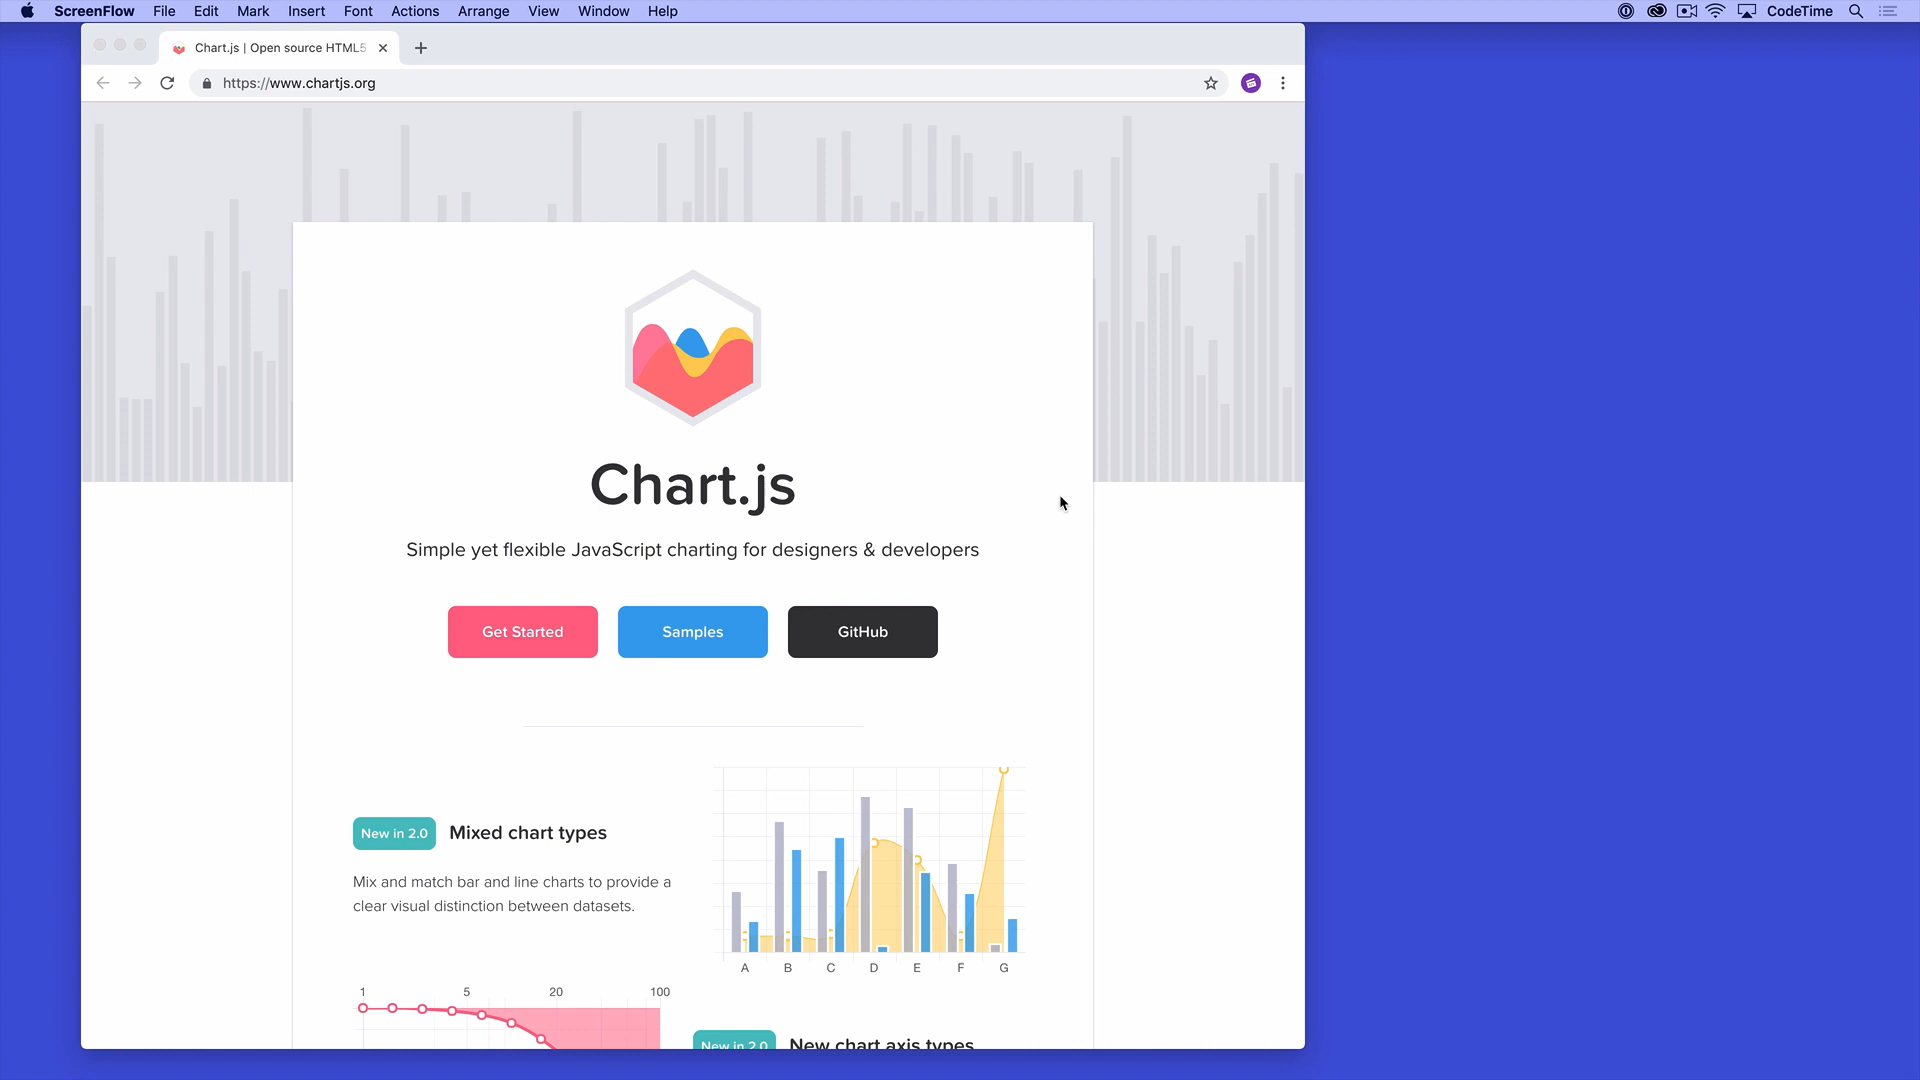 ScreenFlow File Edit Mark Insert Font Actions Arrange View Window Help CodeTime
Chart.js | Open source HTML5
https://www.chartjs.org
Chart.js
Simple yet flexible JavaScript charting for designers & developers
Get Started Samples GitHub
New in 2.0 Mixed chart types
Mix and match bar and line charts to provide a
clear visual distinction between datasets.
A B C D E F G
1 5 20 100
New in 2.0 New chart axis types